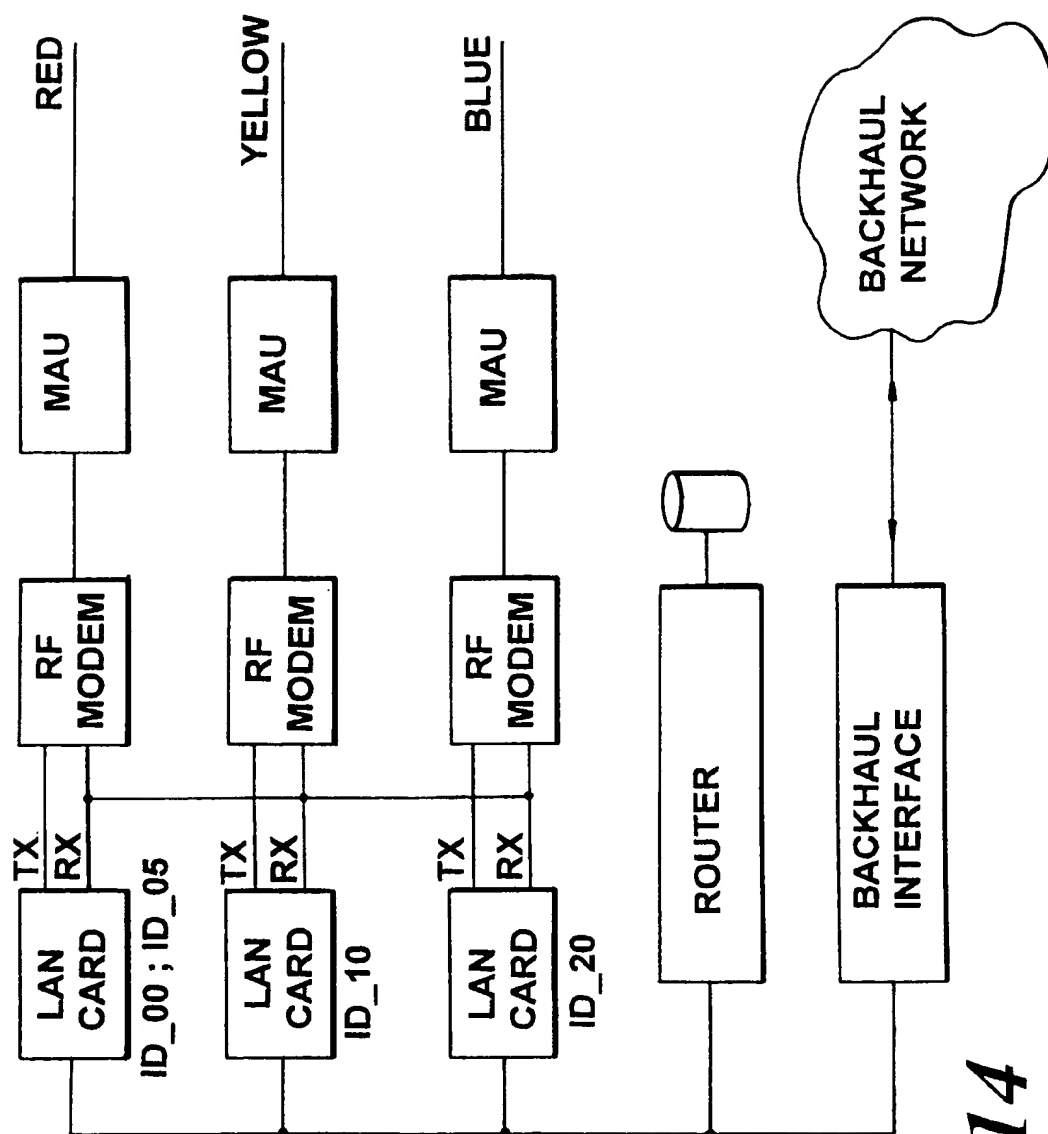 RED
YELLOW
BLUE
MAU
MAU
MAU
RF
MODEM
RF
MODEM
RF
MODEM
TX
RX
TX
RX
TX
RX
LAN
CARD
ID_00 ; ID_05
LAN
CARD
ID_10
LAN
CARD
ID_20
ROUTER
BACKHAUL
INTERFACE
BACKHAUL
NETWORK
14